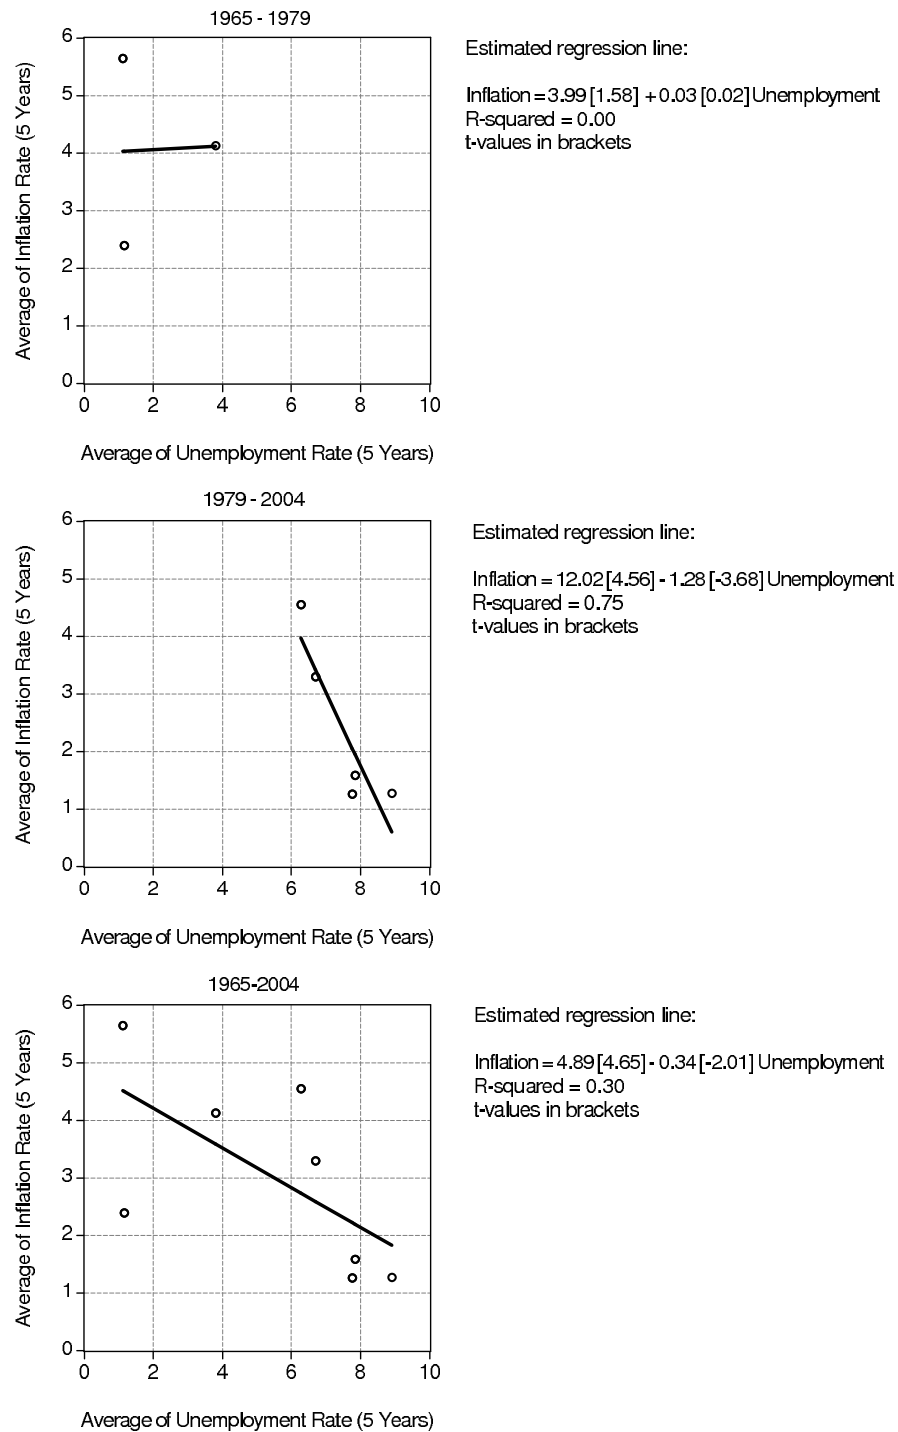 1965 - 1979
Average of Inflation Rate (5 Years)
6
5
4
3
2
1
0
0 2 4 6 8 10
Average of Unemployment Rate (5 Years)
Estimated regression line:
Inflation = 3.99 [1.58] + 0.03 [0.02] Unemployment
R-squared = 0.00
t-values in brackets
1979 - 2004
Average of Inflation Rate (5 Years)
6
5
4
3
2
1
0
0 2 4 6 8 10
Average of Unemployment Rate (5 Years)
Estimated regression line:
Inflation = 12.02 [4.56] - 1.28 [-3.68] Unemployment
R-squared = 0.75
t-values in brackets
1965-2004
Average of Inflation Rate (5 Years)
6
5
4
3
2
1
0
0 2 4 6 8 10
Average of Unemployment Rate (5 Years)
Estimated regression line:
Inflation = 4.89 [4.65] - 0.34 [-2.01] Unemployment
R-squared = 0.30
t-values in brackets